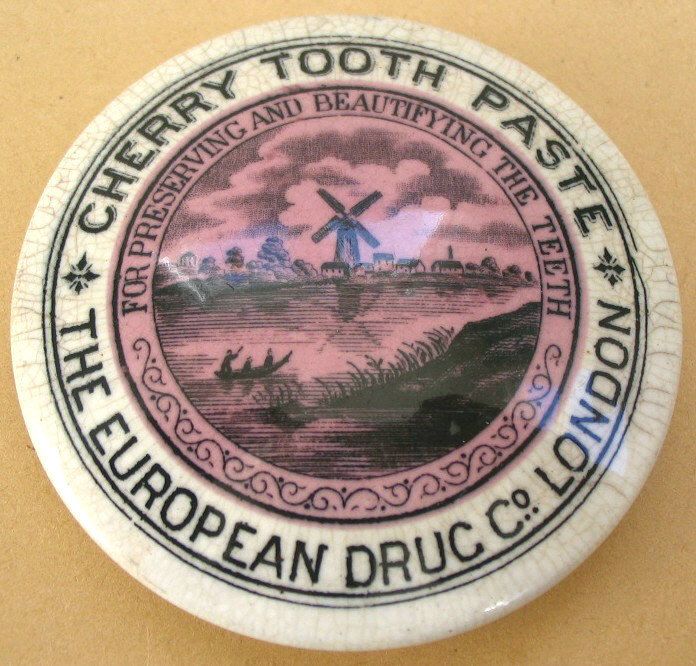 CHERRY TOOTH PASTE
FOR PRESERVING AND BEAUTIFYING THE TEETH
THE EUROPEAN DRUG Co. LONDON